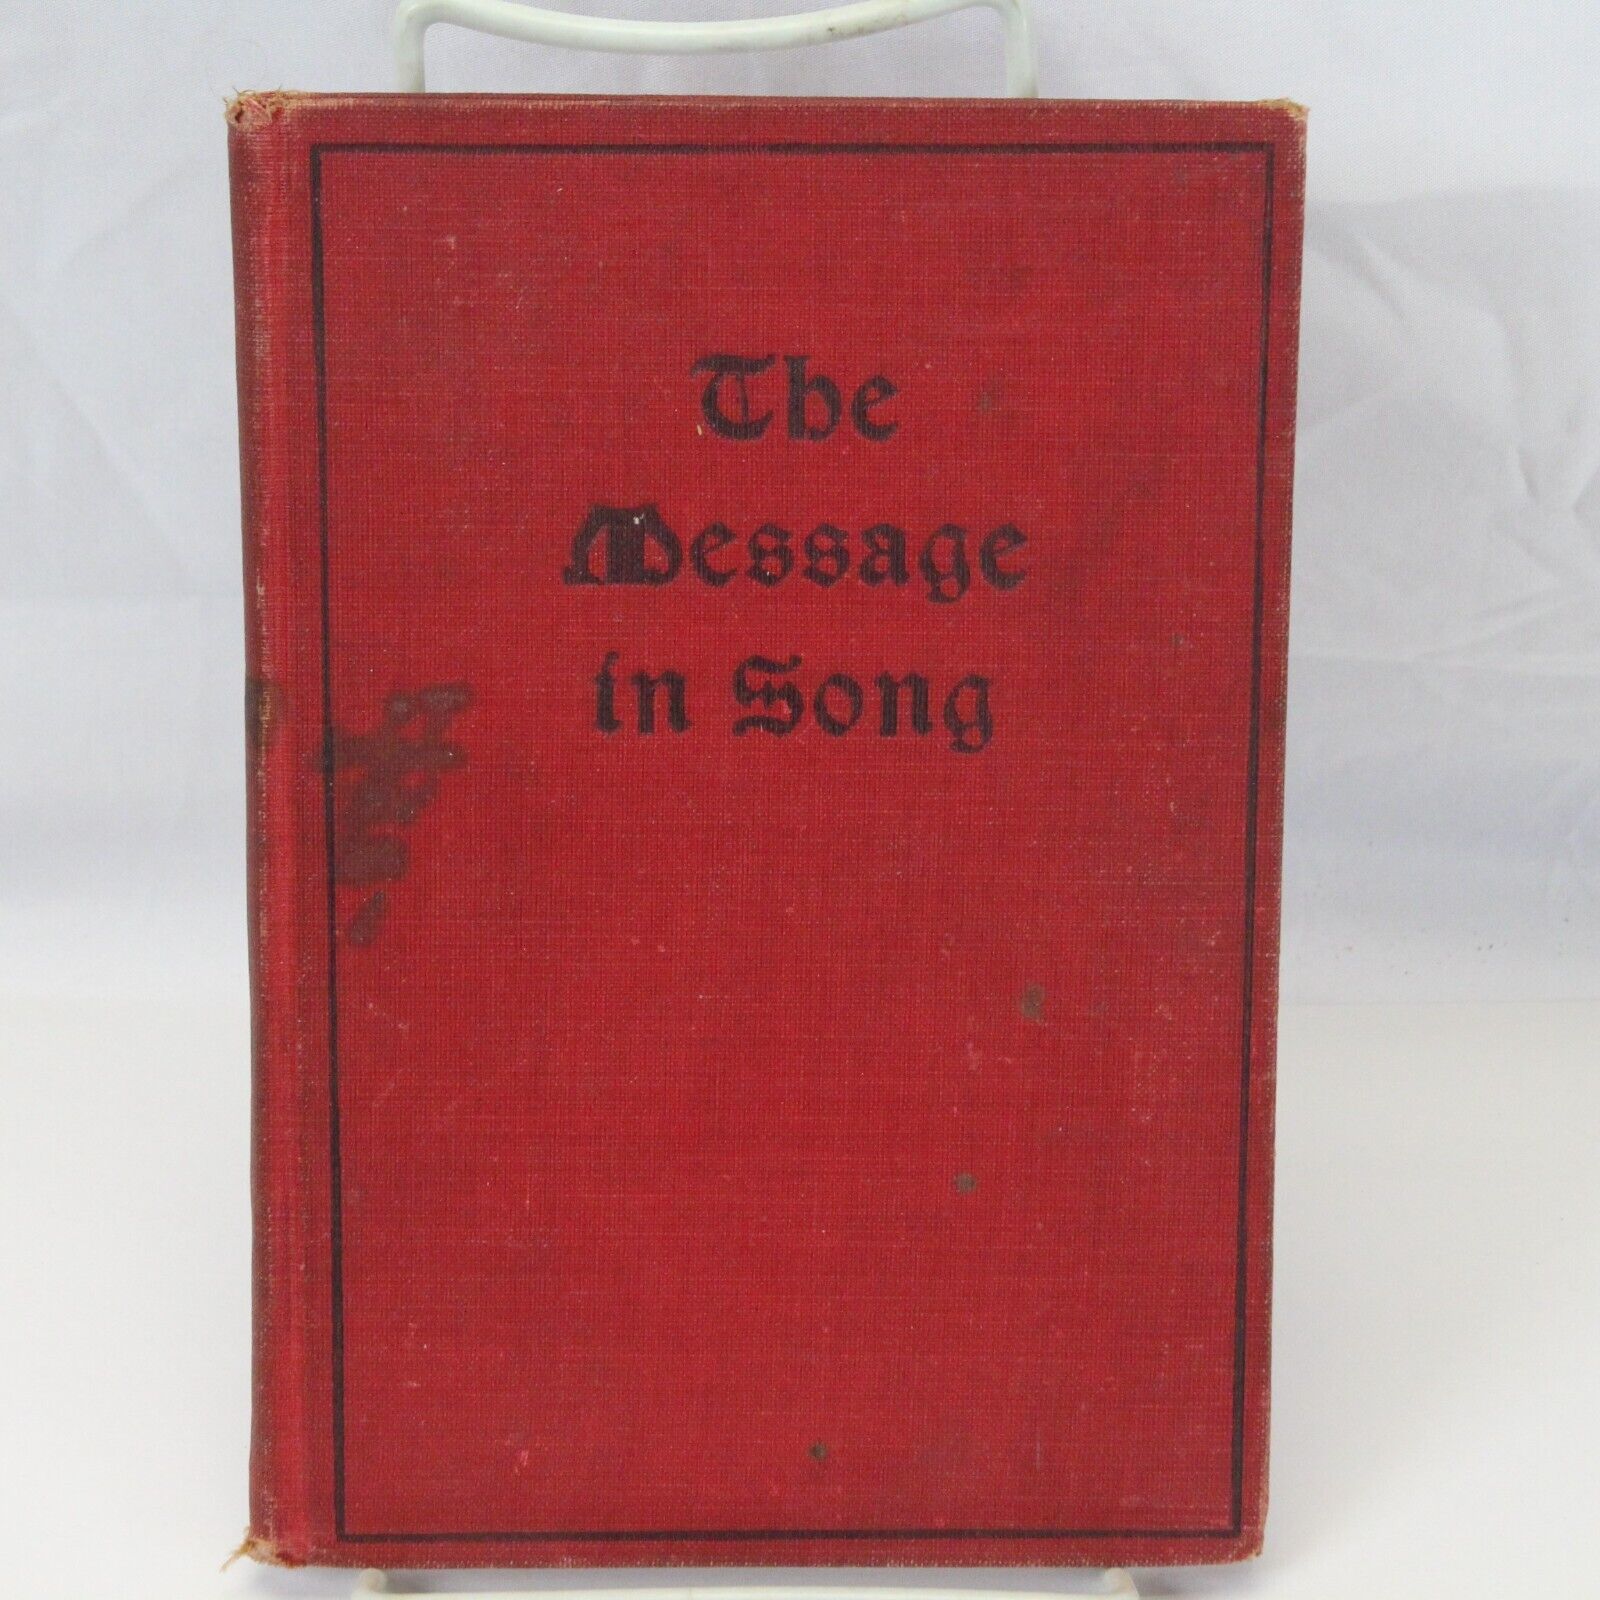 The
Message
in Song